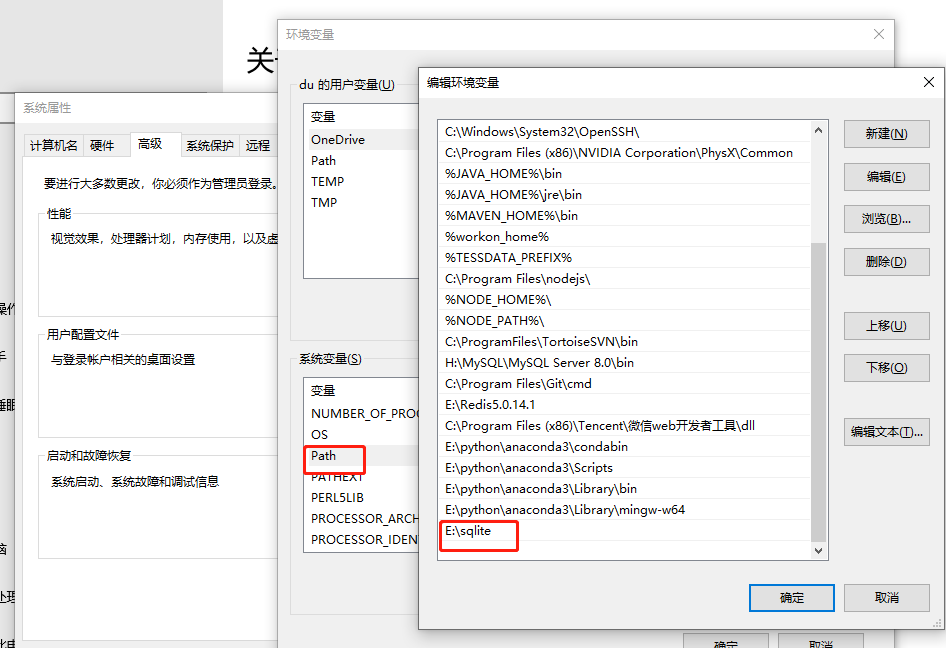 关
环境变量
du 的用户变量(U)
变量
OneDrive
Path
TEMP
TMP
系统变量(S)
变量
NUMBER_OF_PROC
OS
Path
PATHEXT
PERL5LIB
PROCESSOR_ARCH
PROCESSOR_IDEN
确定
取消
系统属性
计算机名
硬件
高级
系统保护
远程
要进行大多数更改，你必须作为管理员登录。
性能
视觉效果，处理器计划，内存使用，以及虚
用户配置文件
与登录帐户相关的桌面设置
启动和故障恢复
系统启动、系统故障和调试信息
编辑环境变量
C:\Windows\System32\OpenSSH\
C:\Program Files (x86)\NVIDIA Corporation\PhysX\Common
%JAVA_HOME%\bin
%JAVA_HOME%\jre\bin
%MAVEN_HOME%\bin
%workon_home%
%TESSDATA_PREFIX%
C:\Program Files\nodejs\
%NODE_HOME%\
%NODE_PATH%\
C:\ProgramFiles\TortoiseSVN\bin
H:\MySQL\MySQL Server 8.0\bin
C:\Program Files\Git\cmd
E:\Redis5.0.14.1
C:\Program Files (x86)\Tencent\微信web开发者工具\dll
E:\python\anaconda3\condabin
E:\python\anaconda3\Scripts
E:\python\anaconda3\Library\bin
E:\python\anaconda3\Library\mingw-w64
E:\sqlite
新建(N)
编辑(E)
浏览(B)...
删除(D)
上移(U)
下移(O)
编辑文本(T)...
确定
取消